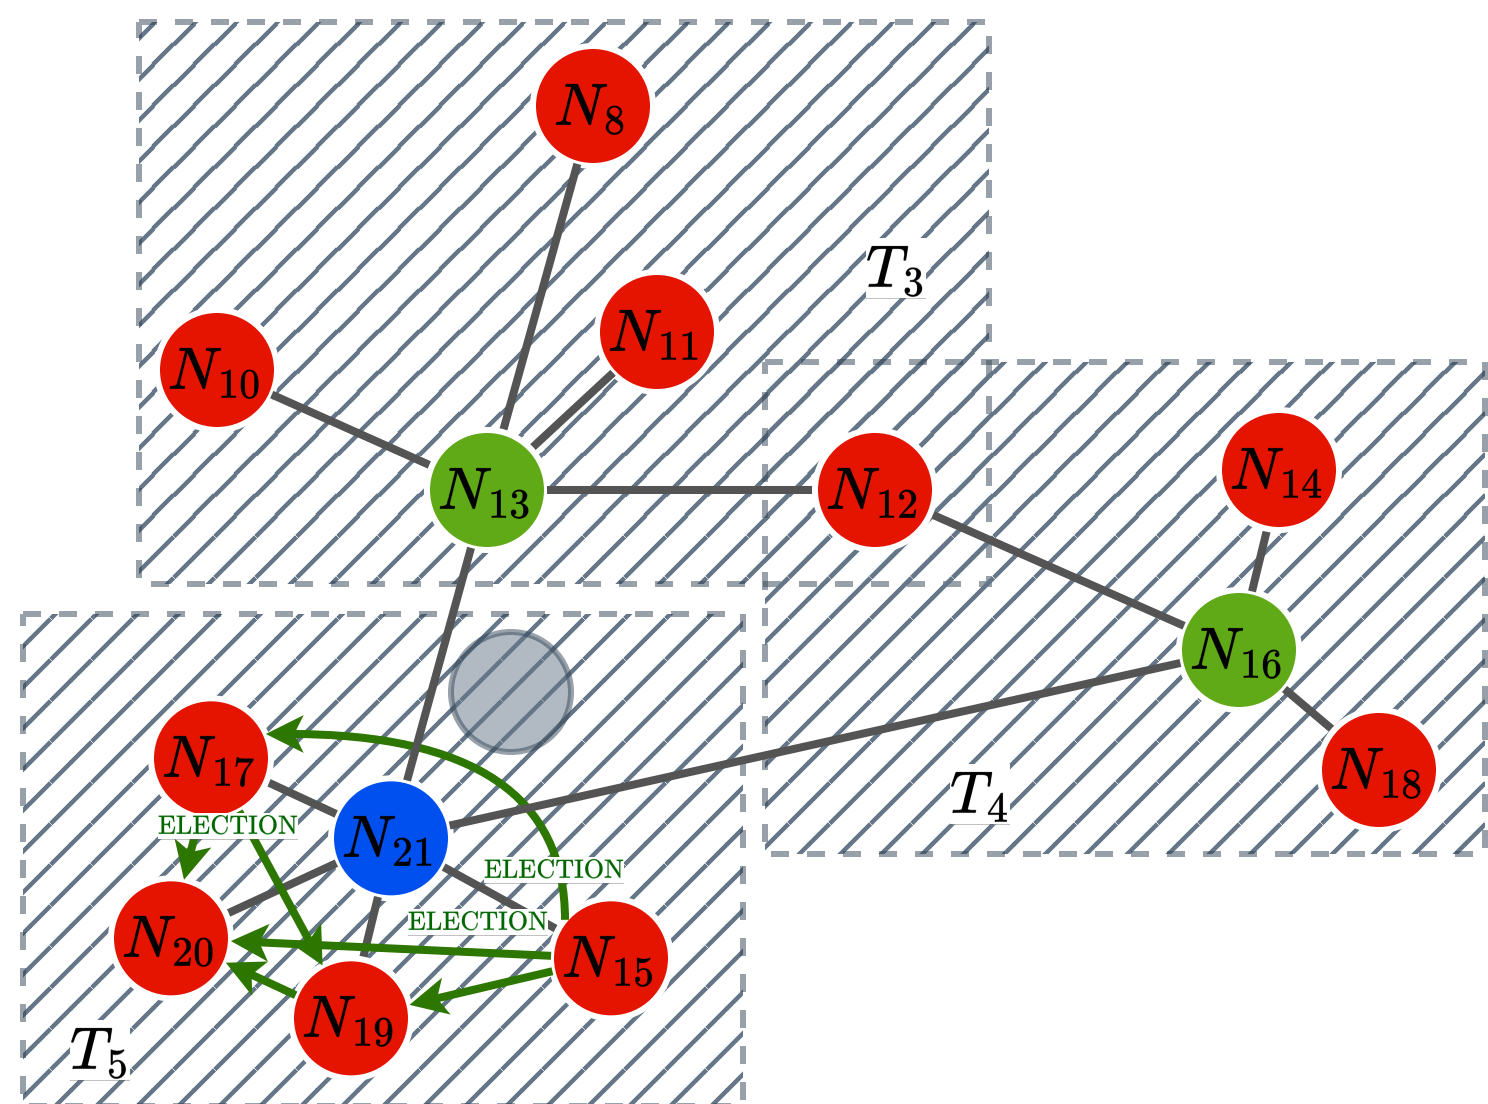 N₈
T₃
N₁₁
N₁₀
N₁₃
N₁₂
N₁₄
N₁₆
N₁₈
T₄
N₁₇
ELECTION
N₂₁
ELECTION
ELECTION
N₂₀
N₁₅
N₁₉
T₅